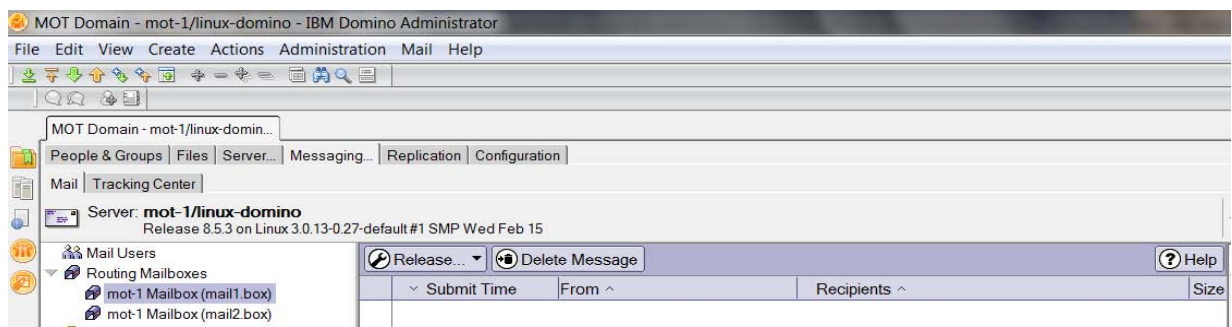 MOT Domain - mot-1/linux-domino - IBM Domino Administrator
File Edit View Create Actions Administration Mail Help
MOT Domain - mot-1/linux-domin...
People & Groups Files Server... Messaging... Replication Configuration
Mail Tracking Center
Server: mot-1/linux-domino
Release 8.5.3 on Linux 3.0.13-0.27-default #1 SMP Wed Feb 15
Mail Users
Routing Mailboxes
mot-1 Mailbox (mail1.box)
mot-1 Mailbox (mail2.box)
Release... Delete Message Help
Submit Time From Recipients Size